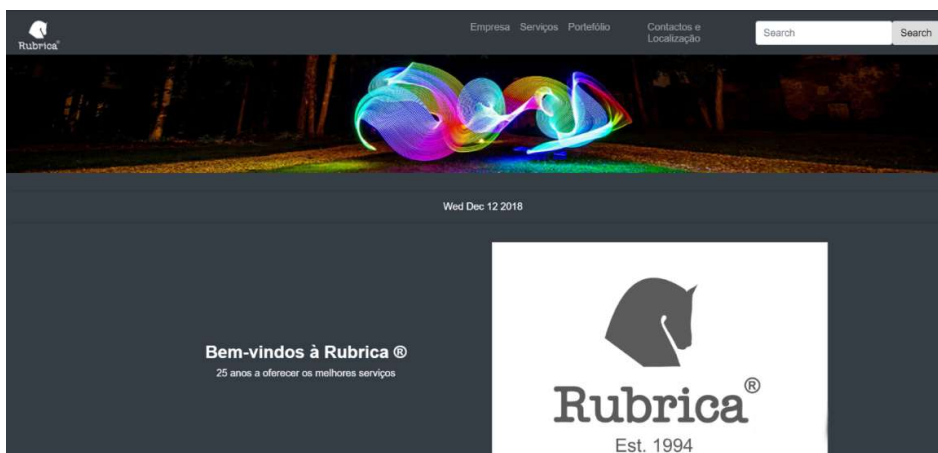 Rubrica®
Empresa Serviços Portefólio Contactos e
Localização
Search Search
Wed Dec 12 2018
Bem-vindos à Rubrica ®
25 anos a oferecer os melhores serviços
Rubrica®
Est. 1994